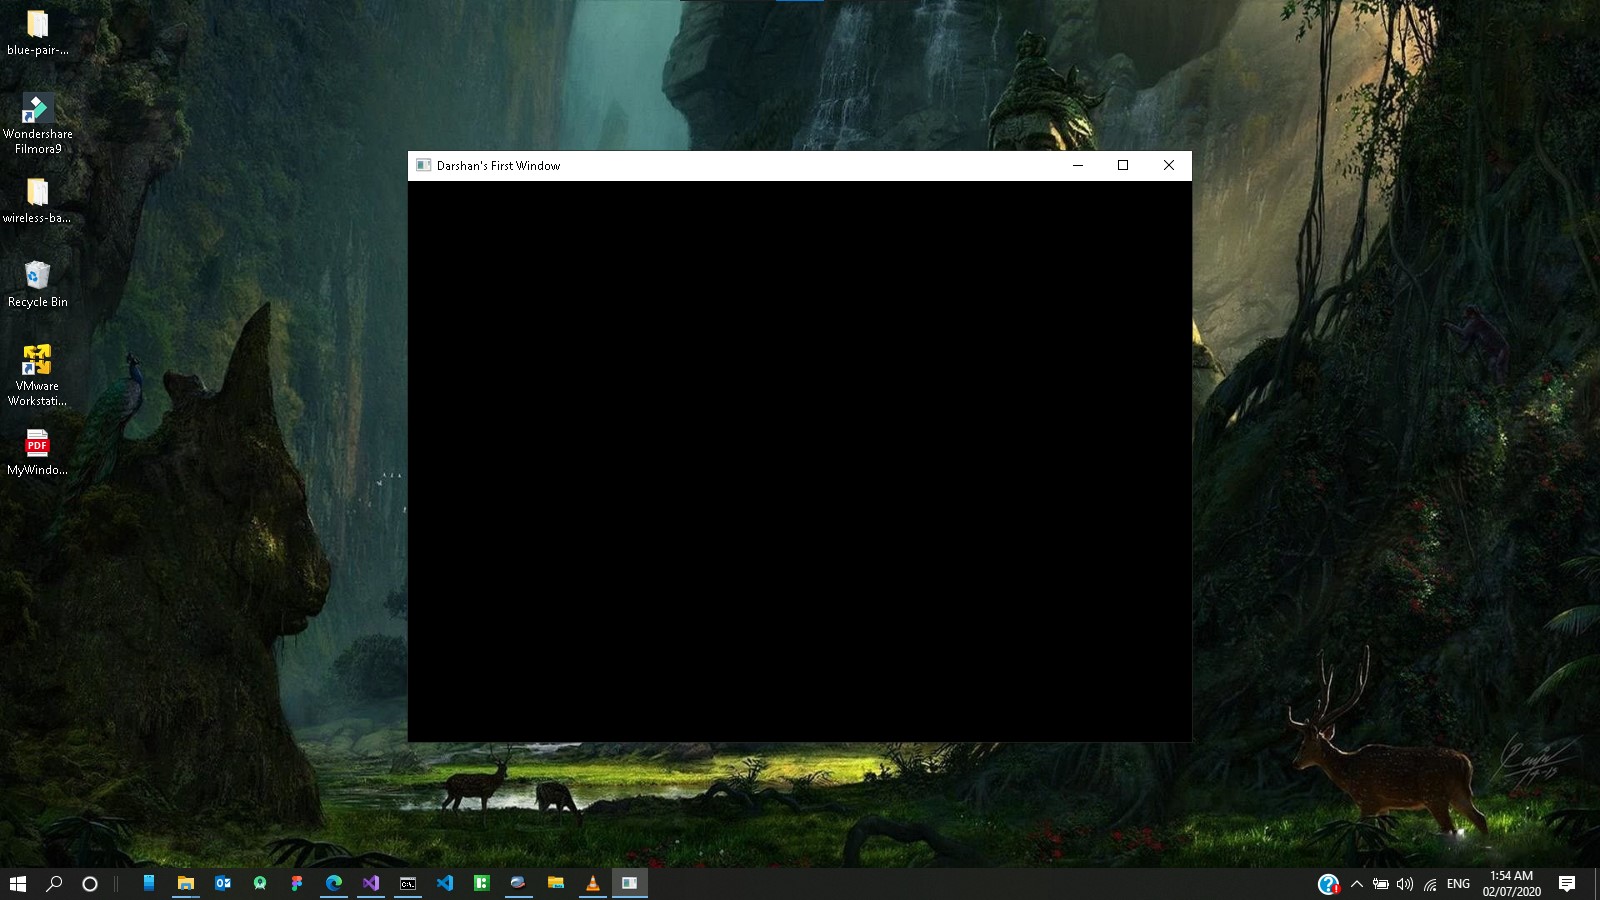 blue-pair-...
Wondershare
Filmora9
wireless-ba...
Recycle Bin
VMware
Workstati...
PDF
MyWindo...
Darshan's First Window
C:\
ENG
1:54 AM
02/07/2020